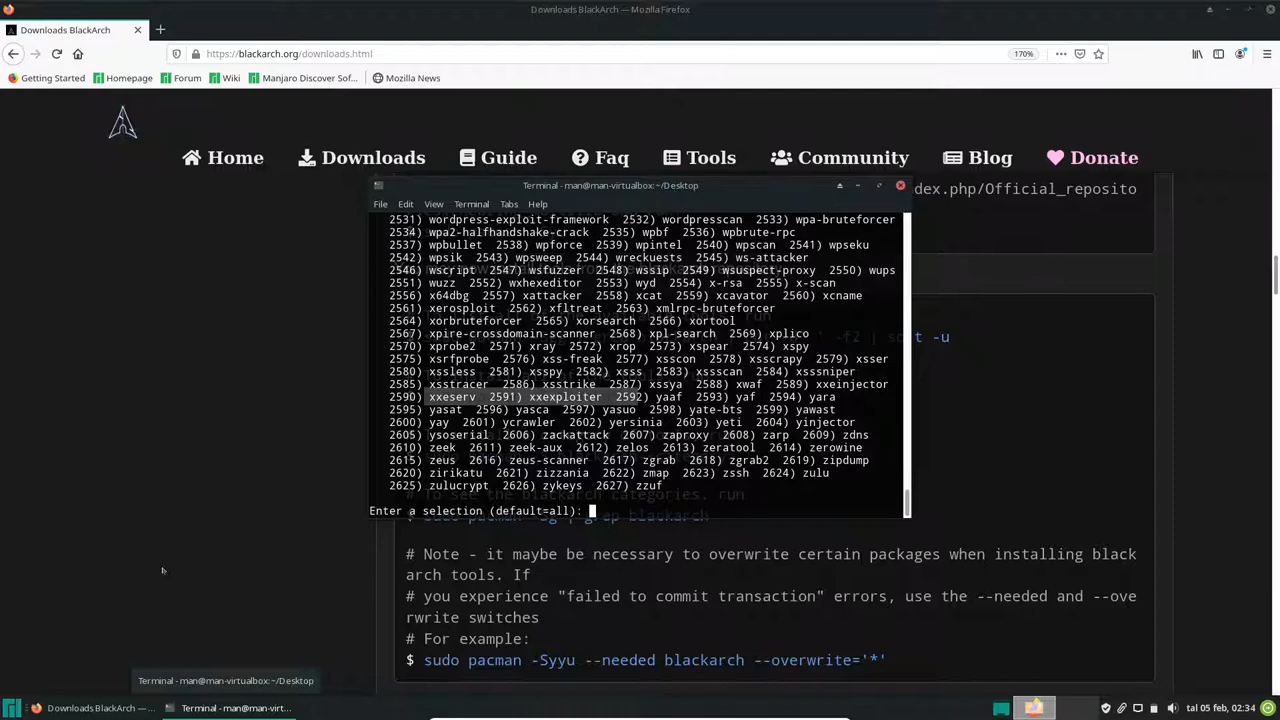 Downloads BlackArch — Mozilla Firefox
Downloads BlackArch
https://blackarch.org/downloads.html
170%
Getting Started Homepage Forum Wiki Manjaro Discover Sof... Mozilla News
Home Downloads Guide Faq Tools Community Blog Donate
ndex.php/Official_reposito
Terminal - man@man-virtualbox:~/Desktop
File Edit View Terminal Tabs Help
2531) wordpress-exploit-framework 2532) wordpresscan 2533) wpa-bruteforcer
2534) wpa2-halfhandshake-crack 2535) wpbf 2536) wpbrute-rpc
2537) wpbullet 2538) wpforce 2539) wpintel 2540) wpscan 2541) wpseku
2542) wpsik 2543) wpsweep 2544) wreckuests 2545) ws-attacker
2546) wscript 2547) wsfuzzer 2548) wssip 2549) wsuspect-proxy 2550) wups
2551) wuzz 2552) wxhexeditor 2553) wyd 2554) x-rsa 2555) x-scan
2556) x64dbg 2557) xattacker 2558) xcat 2559) xcavator 2560) xcname
2561) xerosploit 2562) xfltreat 2563) xmlrpc-bruteforcer
2564) xorbruteforcer 2565) xorsearch 2566) xortool
2567) xpire-crossdomain-scanner 2568) xpl-search 2569) xplico
2570) xprobe2 2571) xray 2572) xrop 2573) xspear 2574) xspy
2575) xsrfprobe 2576) xss-freak 2577) xsscon 2578) xsscrapy 2579) xsser
2580) xssless 2581) xsspy 2582) xsss 2583) xssscan 2584) xsssniper
2585) xsstracer 2586) xsstrike 2587) xssya 2588) xwaf 2589) xxeinjector
2590) xxeserv 2591) xxexploiter 2592) yaaf 2593) yaf 2594) yara
2595) yasat 2596) yasca 2597) yasuo 2598) yate-bts 2599) yawast
2600) yay 2601) ycrawler 2602) yersinia 2603) yeti 2604) yinjector
2605) ysoserial 2606) zackattack 2607) zaproxy 2608) zarp 2609) zdns
2610) zeek 2611) zeek-aux 2612) zelos 2613) zeratool 2614) zerowine
2615) zeus 2616) zeus-scanner 2617) zgrab 2618) zgrab2 2619) zipdump
2620) zirikatu 2621) zizzania 2622) zmap 2623) zssh 2624) zulu
2625) zulucrypt 2626) zykeys 2627) zzuf
Enter a selection (default=all):
' -f2 | sort -u
# To see the blackarch categories, run
$ sudo pacman -Sg | grep blackarch
# Note - it maybe be necessary to overwrite certain packages when installing black
arch tools. If
# you experience "failed to commit transaction" errors, use the --needed and --ove
rwrite switches
# For example:
$ sudo pacman -Syyu --needed blackarch --overwrite='*'
Terminal - man@man-virtualbox:~/Desktop
Downloads BlackArch — ...
Terminal - man@man-virt...
tal 05 feb, 02:34